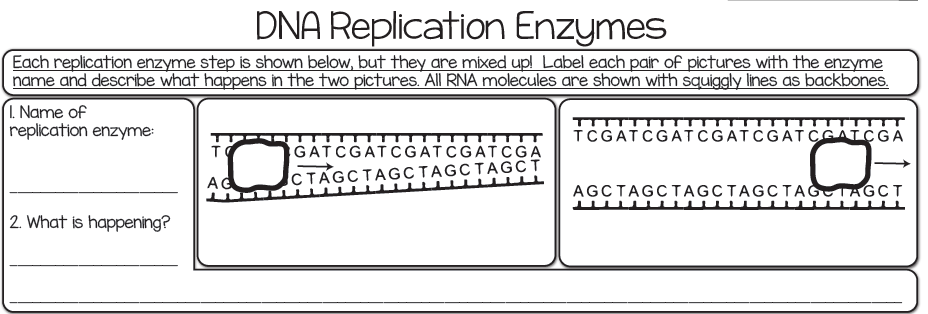 DNA Replication Enzymes
Each replication enzyme step is shown below, but they are mixed up! Label each pair of pictures with the enzyme
name and describe what happens in the two pictures. All RNA molecules are shown with squiggly lines as backbones.
1. Name of
replication enzyme:
2. What is happening?
TC GATCGATCGATCGATCGA
AG CTAGCTAGCTAGCTAGCT
TCGATCGATCGATCGATCGATCGA
AGCTAGCTAGCTAGCTAGCTAGCT